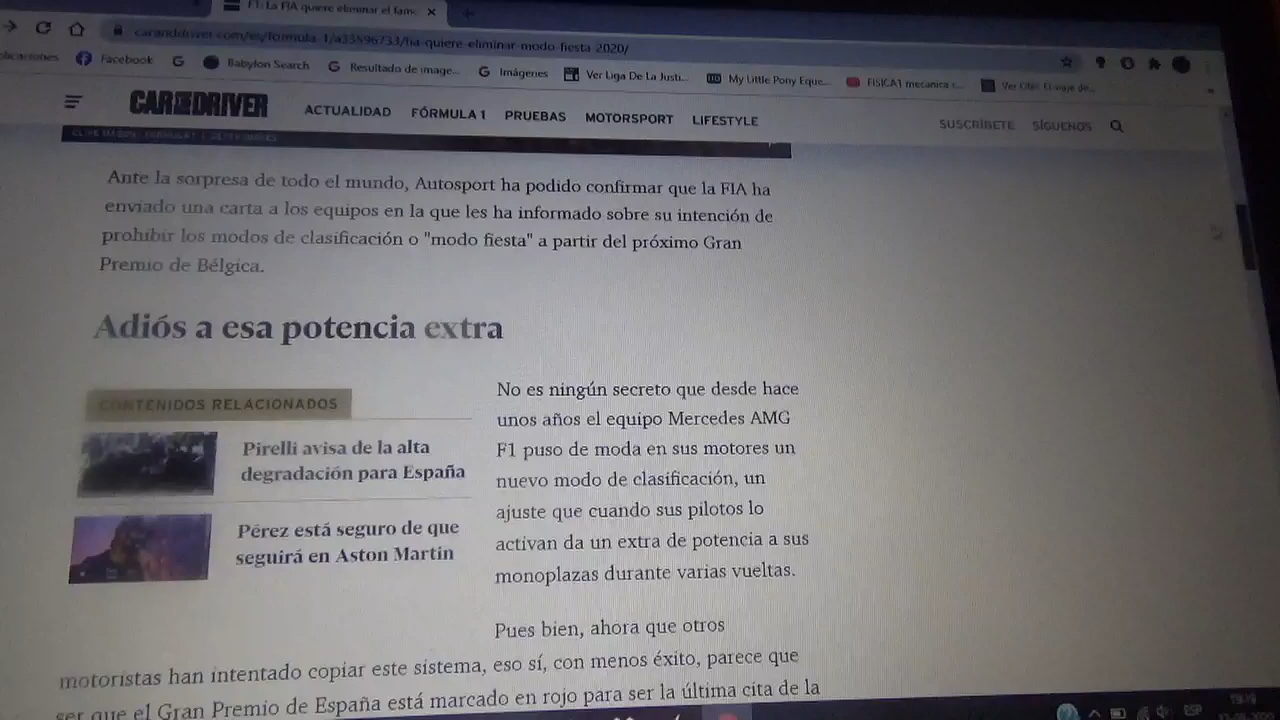 F1: La FIA quiere eliminar el fam
caranddriver.com/es/formula-1/a33596733/fia-quiere-eliminar-modo-fiesta-2020/
Facebook
Babylon Search
Resultado de image...
Imágenes
Ver Liga De La Justi...
My Little Pony Eque...
FISICA1 mecanica
CAR AND DRIVER
ACTUALIDAD
FÓRMULA 1
PRUEBAS
MOTORSPORT
LIFESTYLE
SUSCRÍBETE
SÍGUENOS
Ante la sorpresa de todo el mundo, Autosport ha podido confirmar que la FIA ha
enviado una carta a los equipos en la que les ha informado sobre su intención de
prohibir los modos de clasificación o "modo fiesta" a partir del próximo Gran
Premio de Bélgica.
Adiós a esa potencia extra
CONTENIDOS RELACIONADOS
Pirelli avisa de la alta
degradación para España
Pérez está seguro de que
seguirá en Aston Martin
No es ningún secreto que desde hace
unos años el equipo Mercedes AMG
F1 puso de moda en sus motores un
nuevo modo de clasificación, un
ajuste que cuando sus pilotos lo
activan da un extra de potencia a sus
monoplazas durante varias vueltas.
Pues bien, ahora que otros
motoristas han intentado copiar este sistema, eso sí, con menos éxito, parece que
ser que el Gran Premio de España está marcado en rojo para ser la última cita de la
ESP